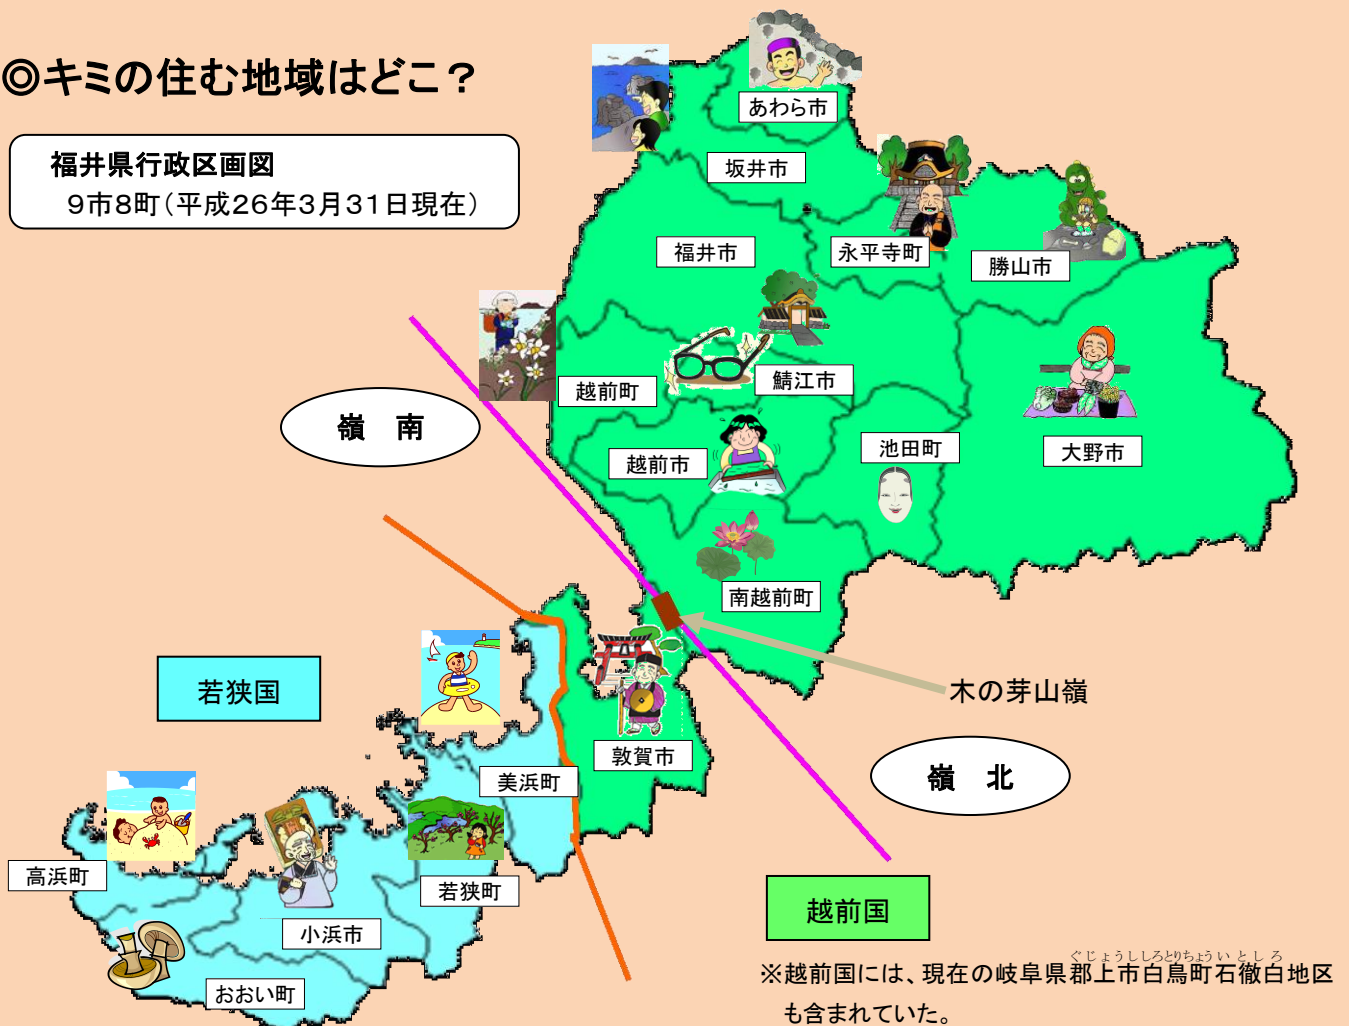 ◎キミの住む地域はどこ？
福井県行政区画図
9市8町（平成26年3月31日現在）
あわら市
坂井市
福井市
永平寺町
勝山市
越前町
鯖江市
嶺　南
越前市
池田町
大野市
南越前町
木の芽山嶺
若狭国
敦賀市
美浜町
嶺　北
高浜町
若狭町
小浜市
おおい町
越前国
ぐじょうししろとりちょういとしろ
※越前国には、現在の岐阜県郡上市白鳥町石徹白地区
も含まれていた。